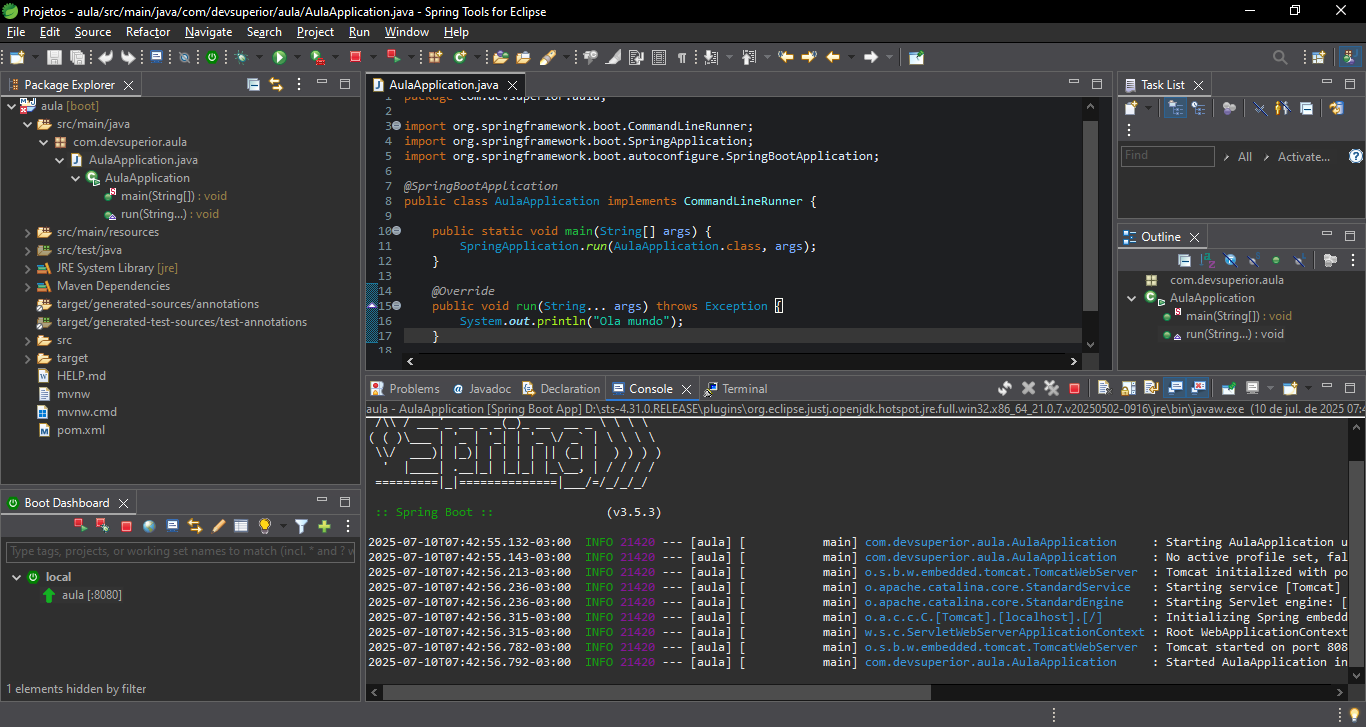 Projetos - aula/src/main/java/com/devsuperior/aula/AulaApplication.java - Spring Tools for Eclipse
File Edit Source Refactor Navigate Search Project Run Window Help
Package Explorer
aula [boot]
src/main/java
com.devsuperior.aula
AulaApplication.java
AulaApplication
main(String[]) : void
run(String...) : void
src/main/resources
src/test/java
JRE System Library [jre]
Maven Dependencies
target/generated-sources/annotations
target/generated-test-sources/test-annotations
src
target
HELP.md
mvnw
mvnw.cmd
pom.xml
Boot Dashboard
Type tags, projects, or working set names to match (incl. * and ? w
local
aula [:8080]
1 elements hidden by filter
AulaApplication.java
1 package com.devsuperior.aula;
2
3 import org.springframework.boot.CommandLineRunner;
4 import org.springframework.boot.SpringApplication;
5 import org.springframework.boot.autoconfigure.SpringBootApplication;
6
7 @SpringBootApplication
8 public class AulaApplication implements CommandLineRunner {
9
10 public static void main(String[] args) {
11 SpringApplication.run(AulaApplication.class, args);
12 }
13
14 @Override
15 public void run(String... args) throws Exception {
16 System.out.println("Ola mundo");
17 }
18
Problems Javadoc Declaration Console Terminal
aula - AulaApplication [Spring Boot App] D:\sts-4.31.0.RELEASE\plugins\org.eclipse.justj.openjdk.hotspot.jre.full.win32.x86_64_21.0.7.v20250502-0916\jre\bin\javaw.exe (10 de jul. de 2025 07:4
:: Spring Boot :: (v3.5.3)
2025-07-10T07:42:55.132-03:00 INFO 21420 --- [aula] [ main] com.devsuperior.aula.AulaApplication : Starting AulaApplication u
2025-07-10T07:42:55.143-03:00 INFO 21420 --- [aula] [ main] com.devsuperior.aula.AulaApplication : No active profile set, fal
2025-07-10T07:42:56.213-03:00 INFO 21420 --- [aula] [ main] o.s.b.w.embedded.tomcat.TomcatWebServer : Tomcat initialized with po
2025-07-10T07:42:56.236-03:00 INFO 21420 --- [aula] [ main] o.apache.catalina.core.StandardService : Starting service [Tomcat]
2025-07-10T07:42:56.236-03:00 INFO 21420 --- [aula] [ main] o.apache.catalina.core.StandardEngine : Starting Servlet engine: [
2025-07-10T07:42:56.315-03:00 INFO 21420 --- [aula] [ main] o.a.c.c.C.[Tomcat].[localhost].[/] : Initializing Spring embedd
2025-07-10T07:42:56.315-03:00 INFO 21420 --- [aula] [ main] w.s.c.ServletWebServerApplicationContext : Root WebApplicationContext
2025-07-10T07:42:56.782-03:00 INFO 21420 --- [aula] [ main] o.s.b.w.embedded.tomcat.TomcatWebServer : Tomcat started on port 808
2025-07-10T07:42:56.792-03:00 INFO 21420 --- [aula] [ main] com.devsuperior.aula.AulaApplication : Started AulaApplication in
Task List
Find All Activate...
Outline
com.devsuperior.aula
AulaApplication
main(String[]) : void
run(String...) : void